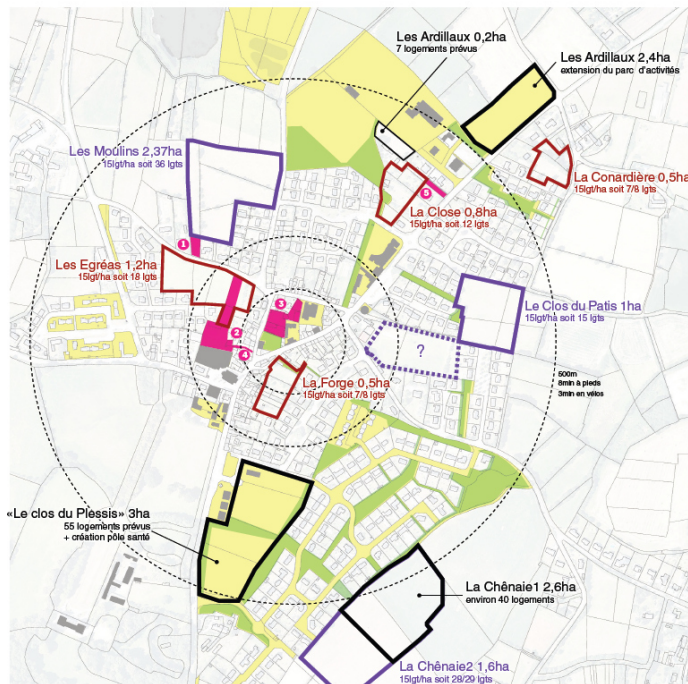 Les Ardillaux 0,2ha
7 logements prévus
Les Ardillaux 2,4ha
extension du parc d'activités
Les Moulins 2,37ha
15lgt/ha soit 36 lgts
La Conardière 0,5ha
15lgt/ha soit 7/8 lgts
5
La Close 0,8ha
15lgt/ha soit 12 lgts
1
Les Egréas 1,2ha
15lgt/ha soit 18 lgts
3
Le Clos du Patis 1ha
15lgt/ha soit 15 lgts
2
4
?
500m
8min à pieds
3min en vélos
La Forge 0,5ha
15lgt/ha soit 7/8 lgts
«Le clos du Plessis» 3ha
55 logements prévus
+ création pôle santé
La Chênaie1 2,6ha
environ 40 logements
La Chênaie2 1,6ha
15lgt/ha soit 28/29 lgts